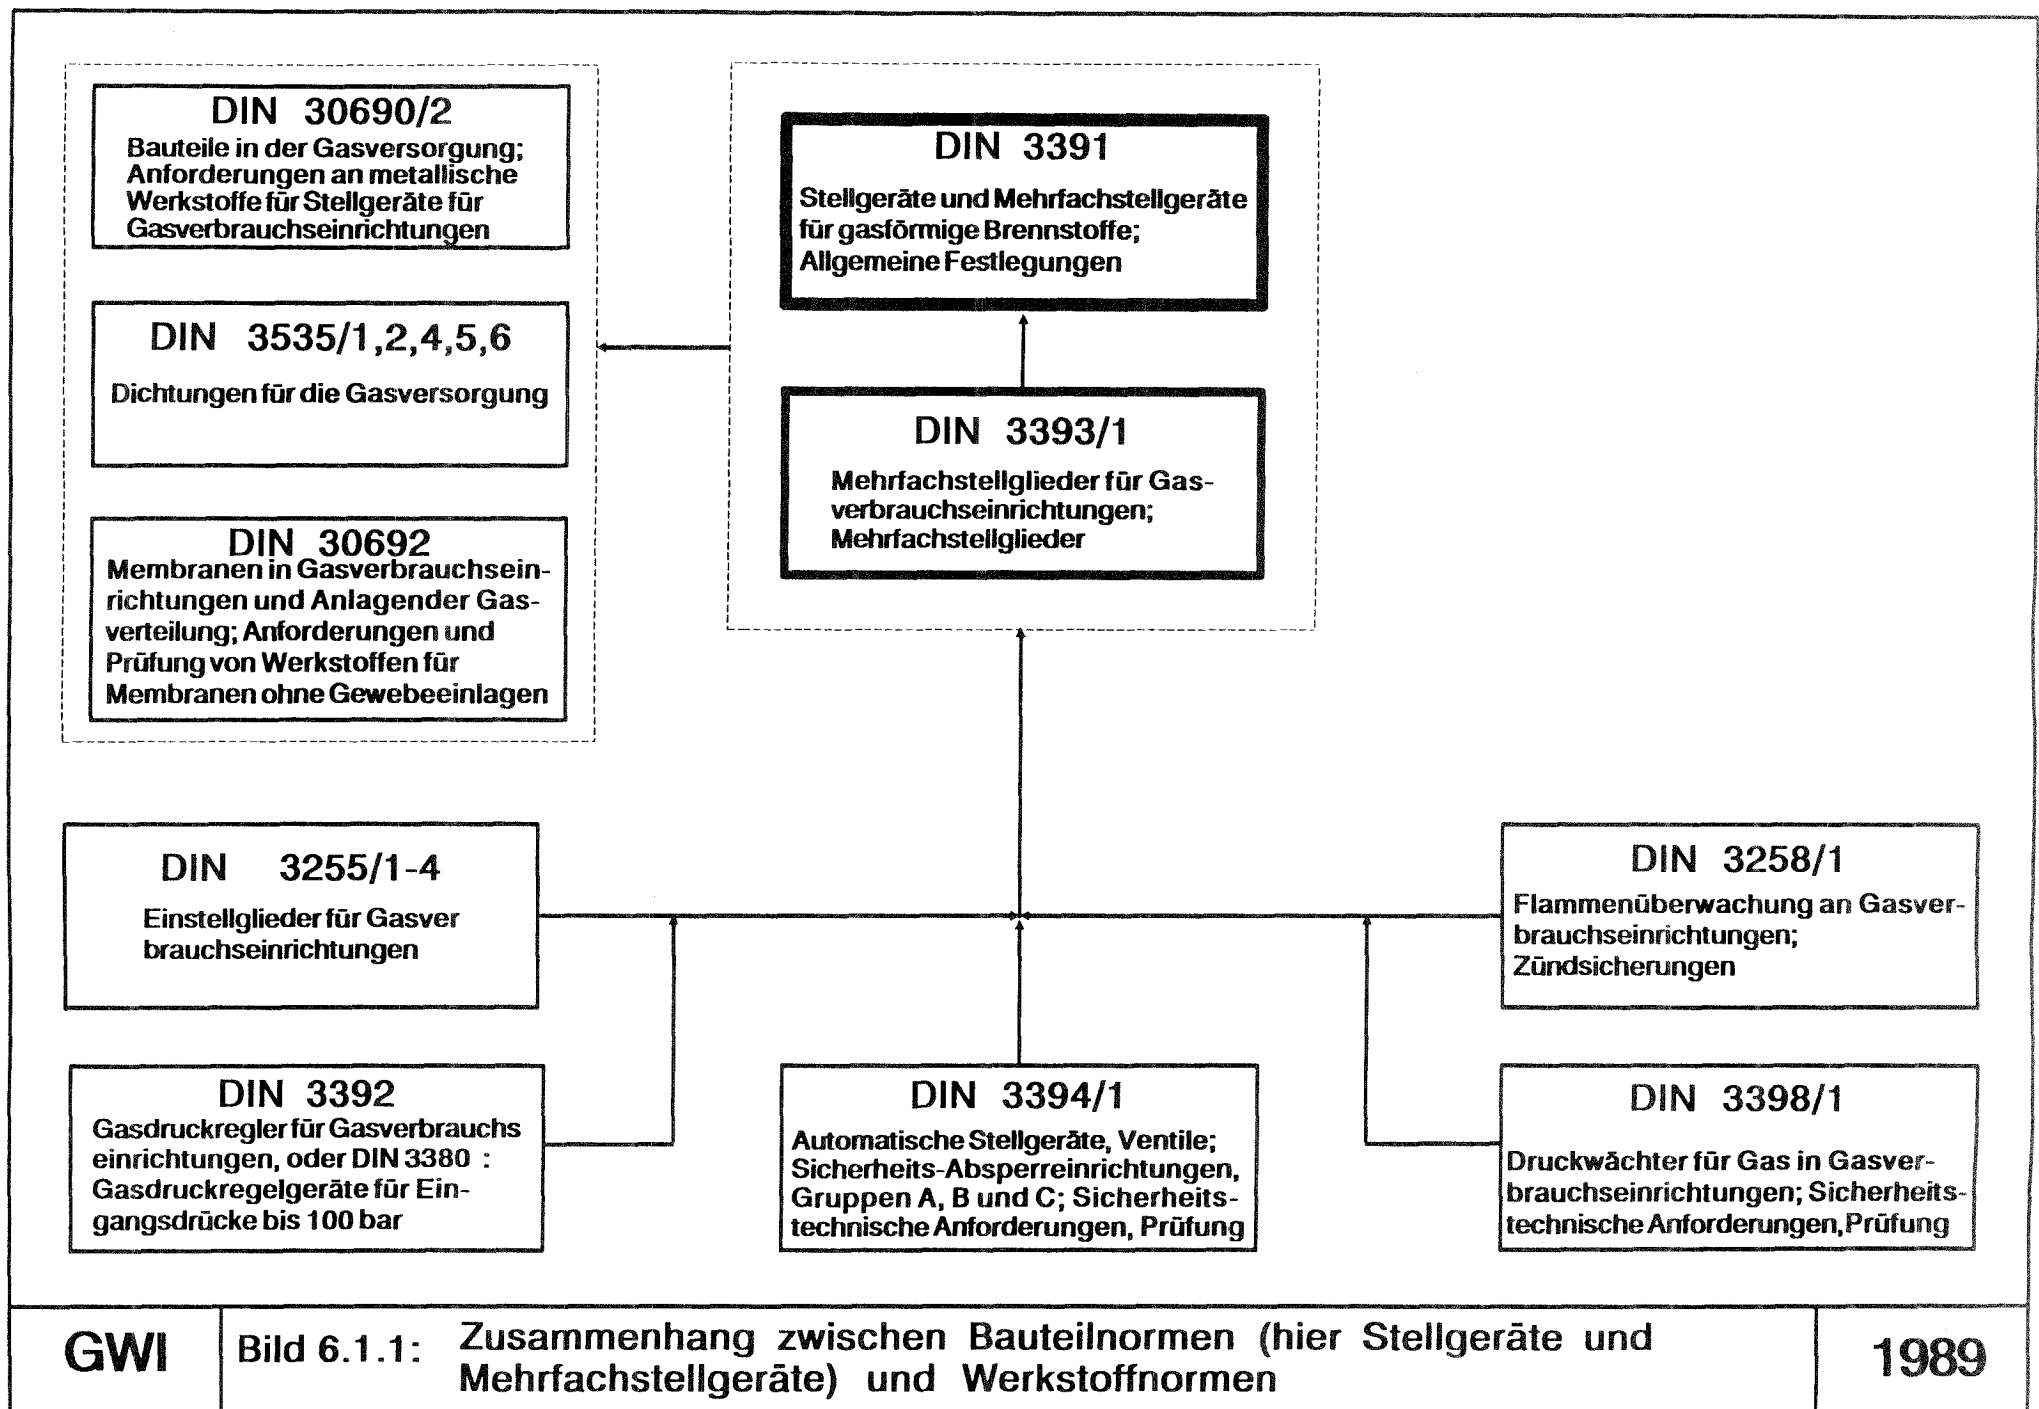 DIN 30690/2
Bauteile in der Gasversorgung;
Anforderungen an metallische
Werkstoffe für Stellgeräte für
Gasverbrauchseinrichtungen
DIN 3535/1,2,4,5,6
Dichtungen für die Gasversorgung
DIN 30692
Membranen in Gasverbrauchsein-
richtungen und Anlagender Gas-
verteilung; Anforderungen und
Prüfung von Werkstoffen für
Membranen ohne Gewebeeinlagen
DIN 3391
Stellgeräte und Mehrfachstellgeräte
für gasförmige Brennstoffe;
Allgemeine Festlegungen
DIN 3393/1
Mehrfachstellglieder für Gas-
verbrauchseinrichtungen;
Mehrfachstellglieder
DIN 3255/1-4
Einstellglieder für Gasver
brauchseinrichtungen
DIN 3258/1
Flammenüberwachung an Gasver-
brauchseinrichtungen;
Zündsicherungen
DIN 3392
Gasdruckregler für Gasverbrauchs
einrichtungen, oder DIN 3380 :
Gasdruckregelgeräte für Ein-
gangsdrücke bis 100 bar
DIN 3394/1
Automatische Stellgeräte, Ventile;
Sicherheits-Absperreinrichtungen,
Gruppen A, B und C; Sicherheits-
technische Anforderungen, Prüfung
DIN 3398/1
Druckwächter für Gas in Gasver-
brauchseinrichtungen; Sicherheits-
technische Anforderungen, Prüfung
GWI
Bild 6.1.1: Zusammenhang zwischen Bauteilnormen (hier Stellgeräte und
Mehrfachstellgeräte) und Werkstoffnormen
1989